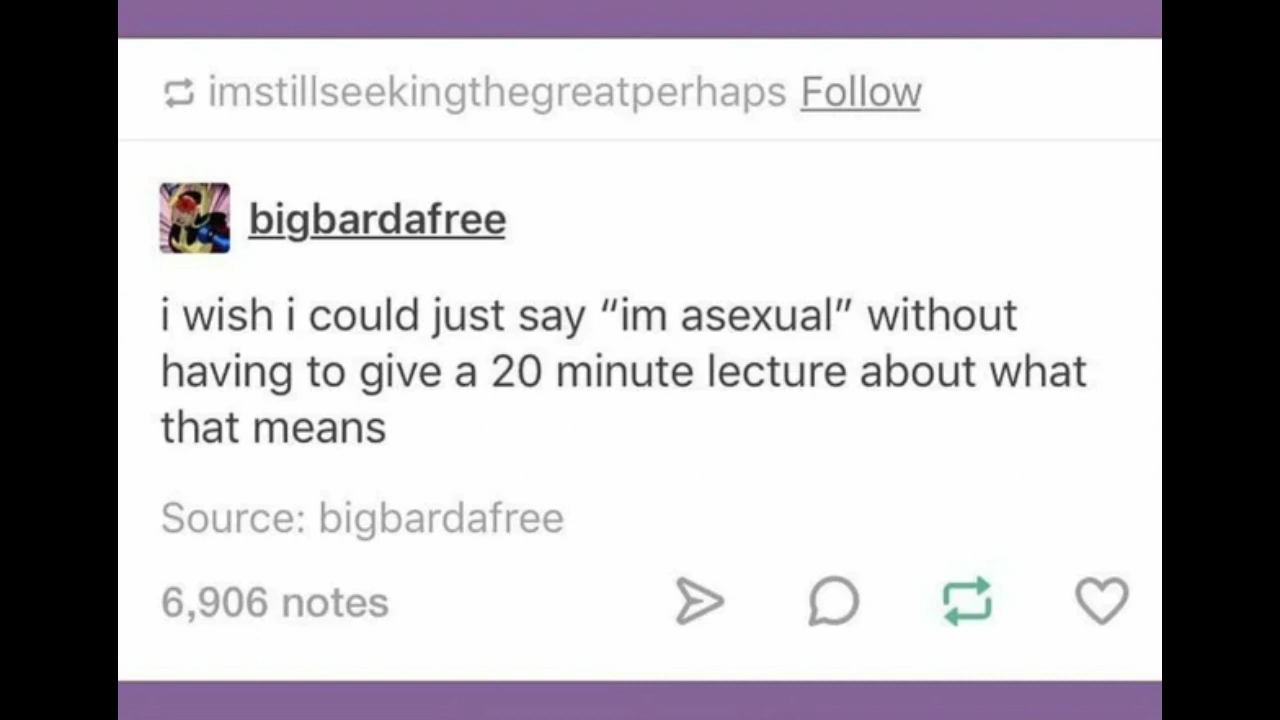 imstillseekingthegreatperhaps Follow
bigbardafree
i wish i could just say “im asexual” without
having to give a 20 minute lecture about what
that means
Source: bigbardafree
6,906 notes